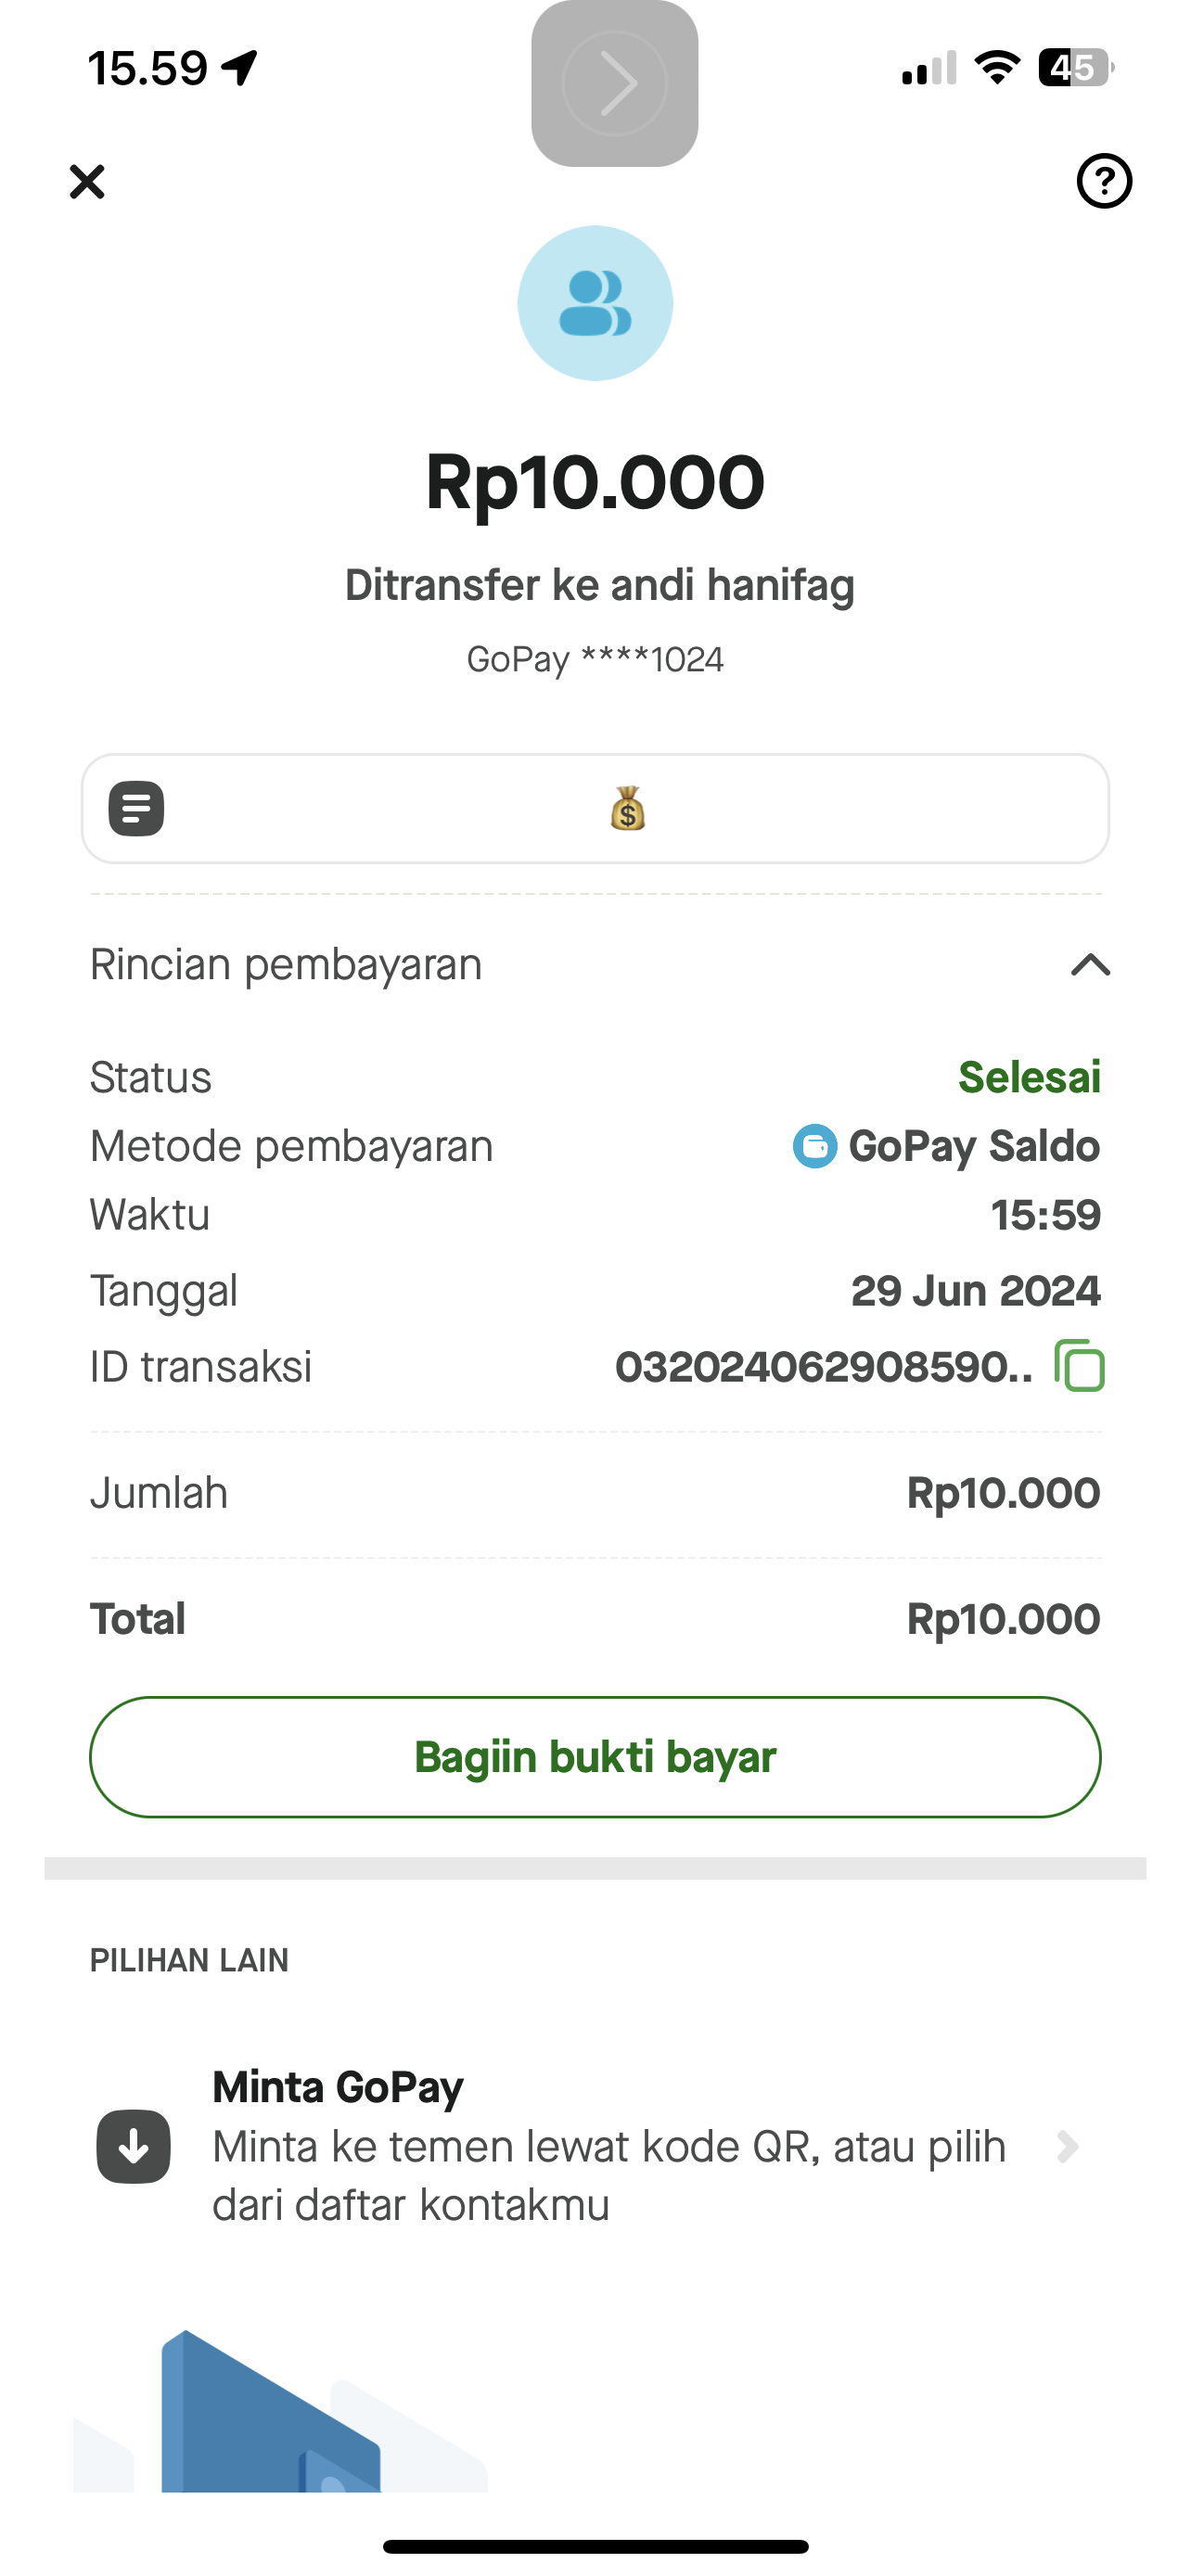 15.59
45
Rp10.000
Ditransfer ke andi hanifag
GoPay ****1024
Rincian pembayaran
Status Selesai
Metode pembayaran GoPay Saldo
Waktu 15:59
Tanggal 29 Jun 2024
ID transaksi 032024062908590..
Jumlah Rp10.000
Total Rp10.000
Bagiin bukti bayar
PILIHAN LAIN
Minta GoPay
Minta ke temen lewat kode QR, atau pilih
dari daftar kontakmu